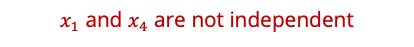 x₁ and x₄ are not independent